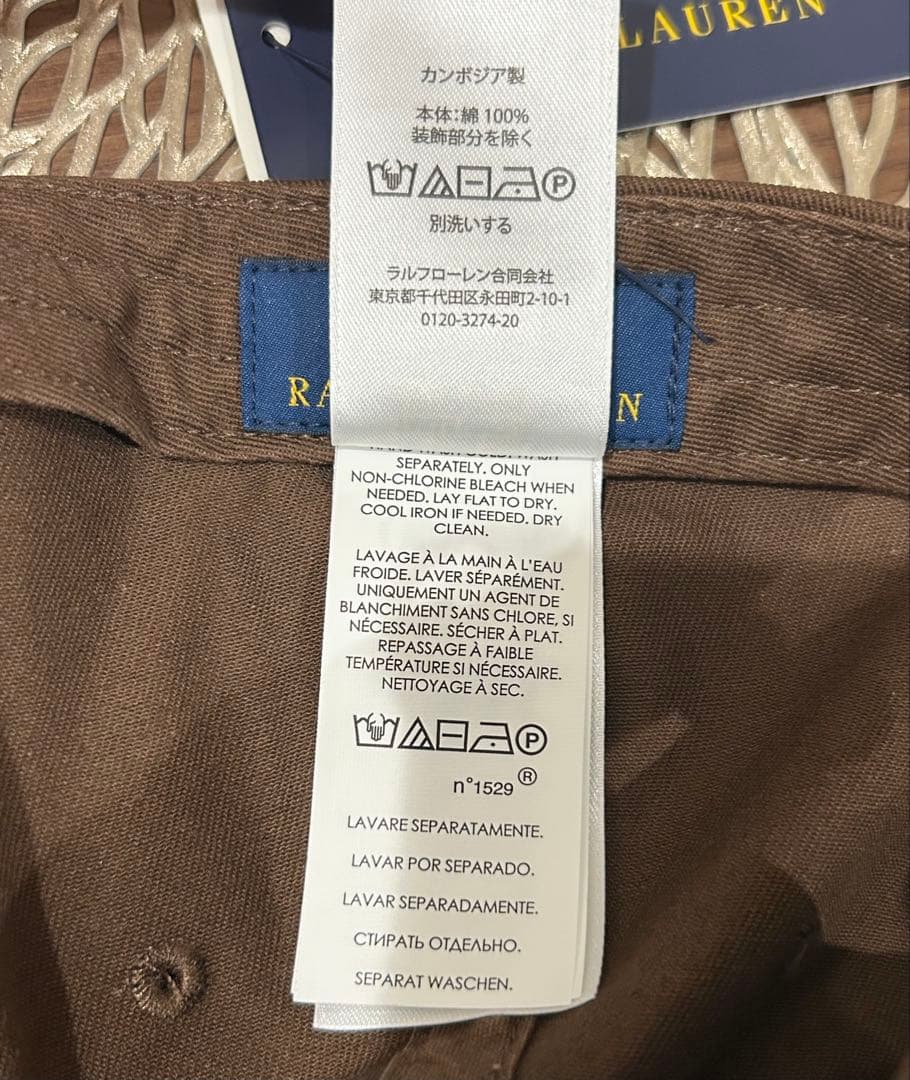 LAUREN
カンボジア製
本体:綿 100%
装飾部分を除く
P
別洗いする
ラルフローレン合同会社
東京都千代田区永田町2-10-1
0120-3274-20
RA
N
HAND WASH COLD. WASH
SEPARATELY. ONLY
NON-CHLORINE BLEACH WHEN
NEEDED. LAY FLAT TO DRY.
COOL IRON IF NEEDED. DRY
CLEAN.
LAVAGE À LA MAIN À L'EAU
FROIDE. LAVER SÉPARÉMENT.
UNIQUEMENT UN AGENT DE
BLANCHIMENT SANS CHLORE, SI
NÉCESSAIRE. SÉCHER À PLAT.
REPASSAGE À FAIBLE
TEMPÉRATURE SI NÉCESSAIRE.
NETTOYAGE À SEC.
P
n°1529 ®
LAVARE SEPARATAMENTE.
LAVAR POR SEPARADO.
LAVAR SEPARADAMENTE.
СТИРАТЬ ОТДЕЛЬНО.
SEPARAT WASCHEN.